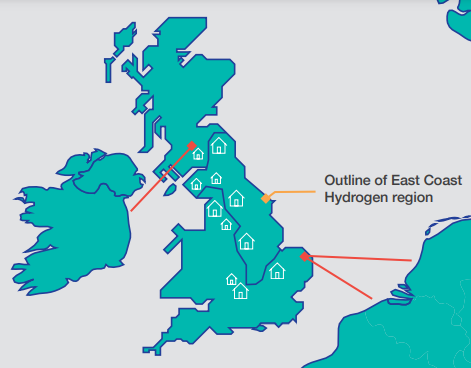 Outline of East Coast
Hydrogen region